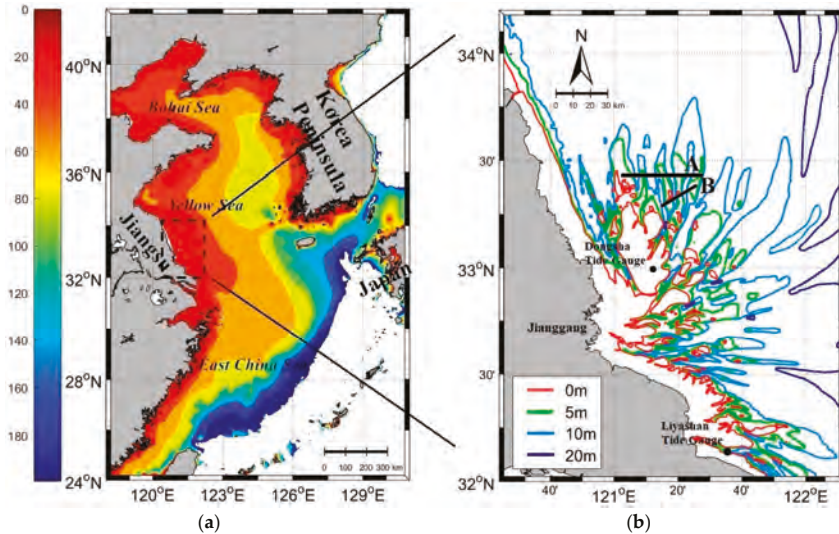 0
20
40
60
80
100
120
140
160
180
40°N
36°N
32°N
28°N
24°N
120°E
123°E
126°E
129°E
Bohai Sea
Korea
Peninsula
Yellow Sea
Jiangsu
Japan
East China Sea
0 100 200 300 km
(a)
34°N
30'
33°N
30'
32°N
40'
121°E
20'
40'
122°E
N
0 10 20 30 km
A
B
Dongsha
Tide Gauge
Jianggang
Liyashan
Tide Gauge
0m
5m
10m
20m
(b)